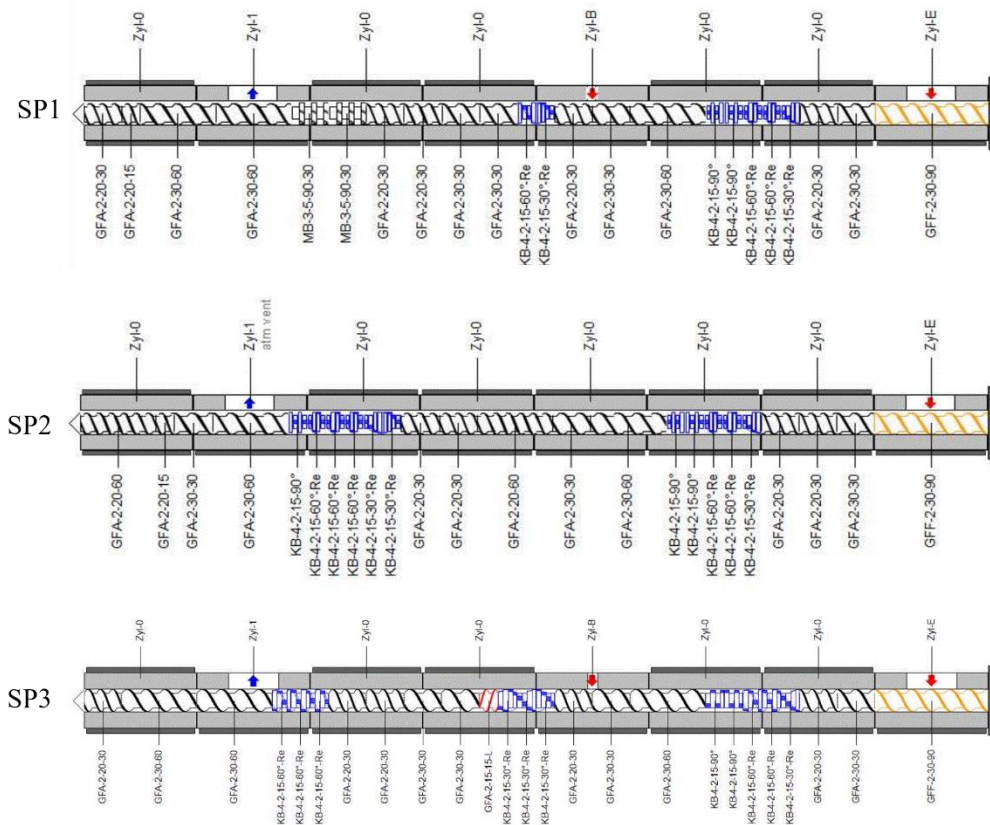 Zyl-0
Zyl-1
Zyl-0
Zyl-0
Zyl-B
Zyl-0
Zyl-0
Zyl-E
SP1
GFA-2-20-30
GFA-2-20-15
GFA-2-30-60
GFA-2-30-60
MB-3-5-90-30
MB-3-5-90-30
GFA-2-20-30
GFA-2-20-30
GFA-2-30-30
GFA-2-30-30
KB-4-2-15-60°-Re
KB-4-2-15-30°-Re
GFA-2-20-30
GFA-2-30-30
GFA-2-30-60
KB-4-2-15-90°
KB-4-2-15-90°
KB-4-2-15-60°-Re
KB-4-2-15-60°-Re
KB-4-2-15-30°-Re
GFA-2-20-30
GFA-2-30-30
GFF-2-30-90
Zyl-0
Zyl-1
atm vent
Zyl-0
Zyl-0
Zyl-0
Zyl-0
Zyl-0
Zyl-E
SP2
GFA-2-20-60
GFA-2-20-15
GFA-2-30-30
GFA-2-30-60
KB-4-2-15-90°
KB-4-2-15-60°-Re
KB-4-2-15-60°-Re
KB-4-2-15-60°-Re
KB-4-2-15-30°-Re
KB-4-2-15-30°-Re
GFA-2-20-30
GFA-2-20-30
GFA-2-20-60
GFA-2-30-30
GFA-2-30-60
KB-4-2-15-90°
KB-4-2-15-90°
KB-4-2-15-60°-Re
KB-4-2-15-60°-Re
KB-4-2-15-30°-Re
GFA-2-20-30
GFA-2-20-30
GFA-2-30-30
GFF-2-30-90
Zyl-0
Zyl-1
Zyl-0
Zyl-0
Zyl-B
Zyl-0
Zyl-0
Zyl-E
SP3
GFA-2-20-30
GFA-2-30-60
GFA-2-30-60
KB-4-2-15-60°-Re
KB-4-2-15-60°-Re
KB-4-2-15-60°-Re
GFA-2-20-30
GFA-2-20-30
GFA-2-30-30
GFA-2-30-30
GFA-2-15-15-L
KB-4-2-15-30°-Re
KB-4-2-15-30°-Re
KB-4-2-15-30°-Re
GFA-2-20-30
GFA-2-30-30
GFA-2-30-60
KB-4-2-15-90°
KB-4-2-15-90°
KB-4-2-15-60°-Re
KB-4-2-15-60°-Re
KB-4-2-15-30°-Re
GFA-2-20-30
GFA-2-30-30
GFF-2-30-90